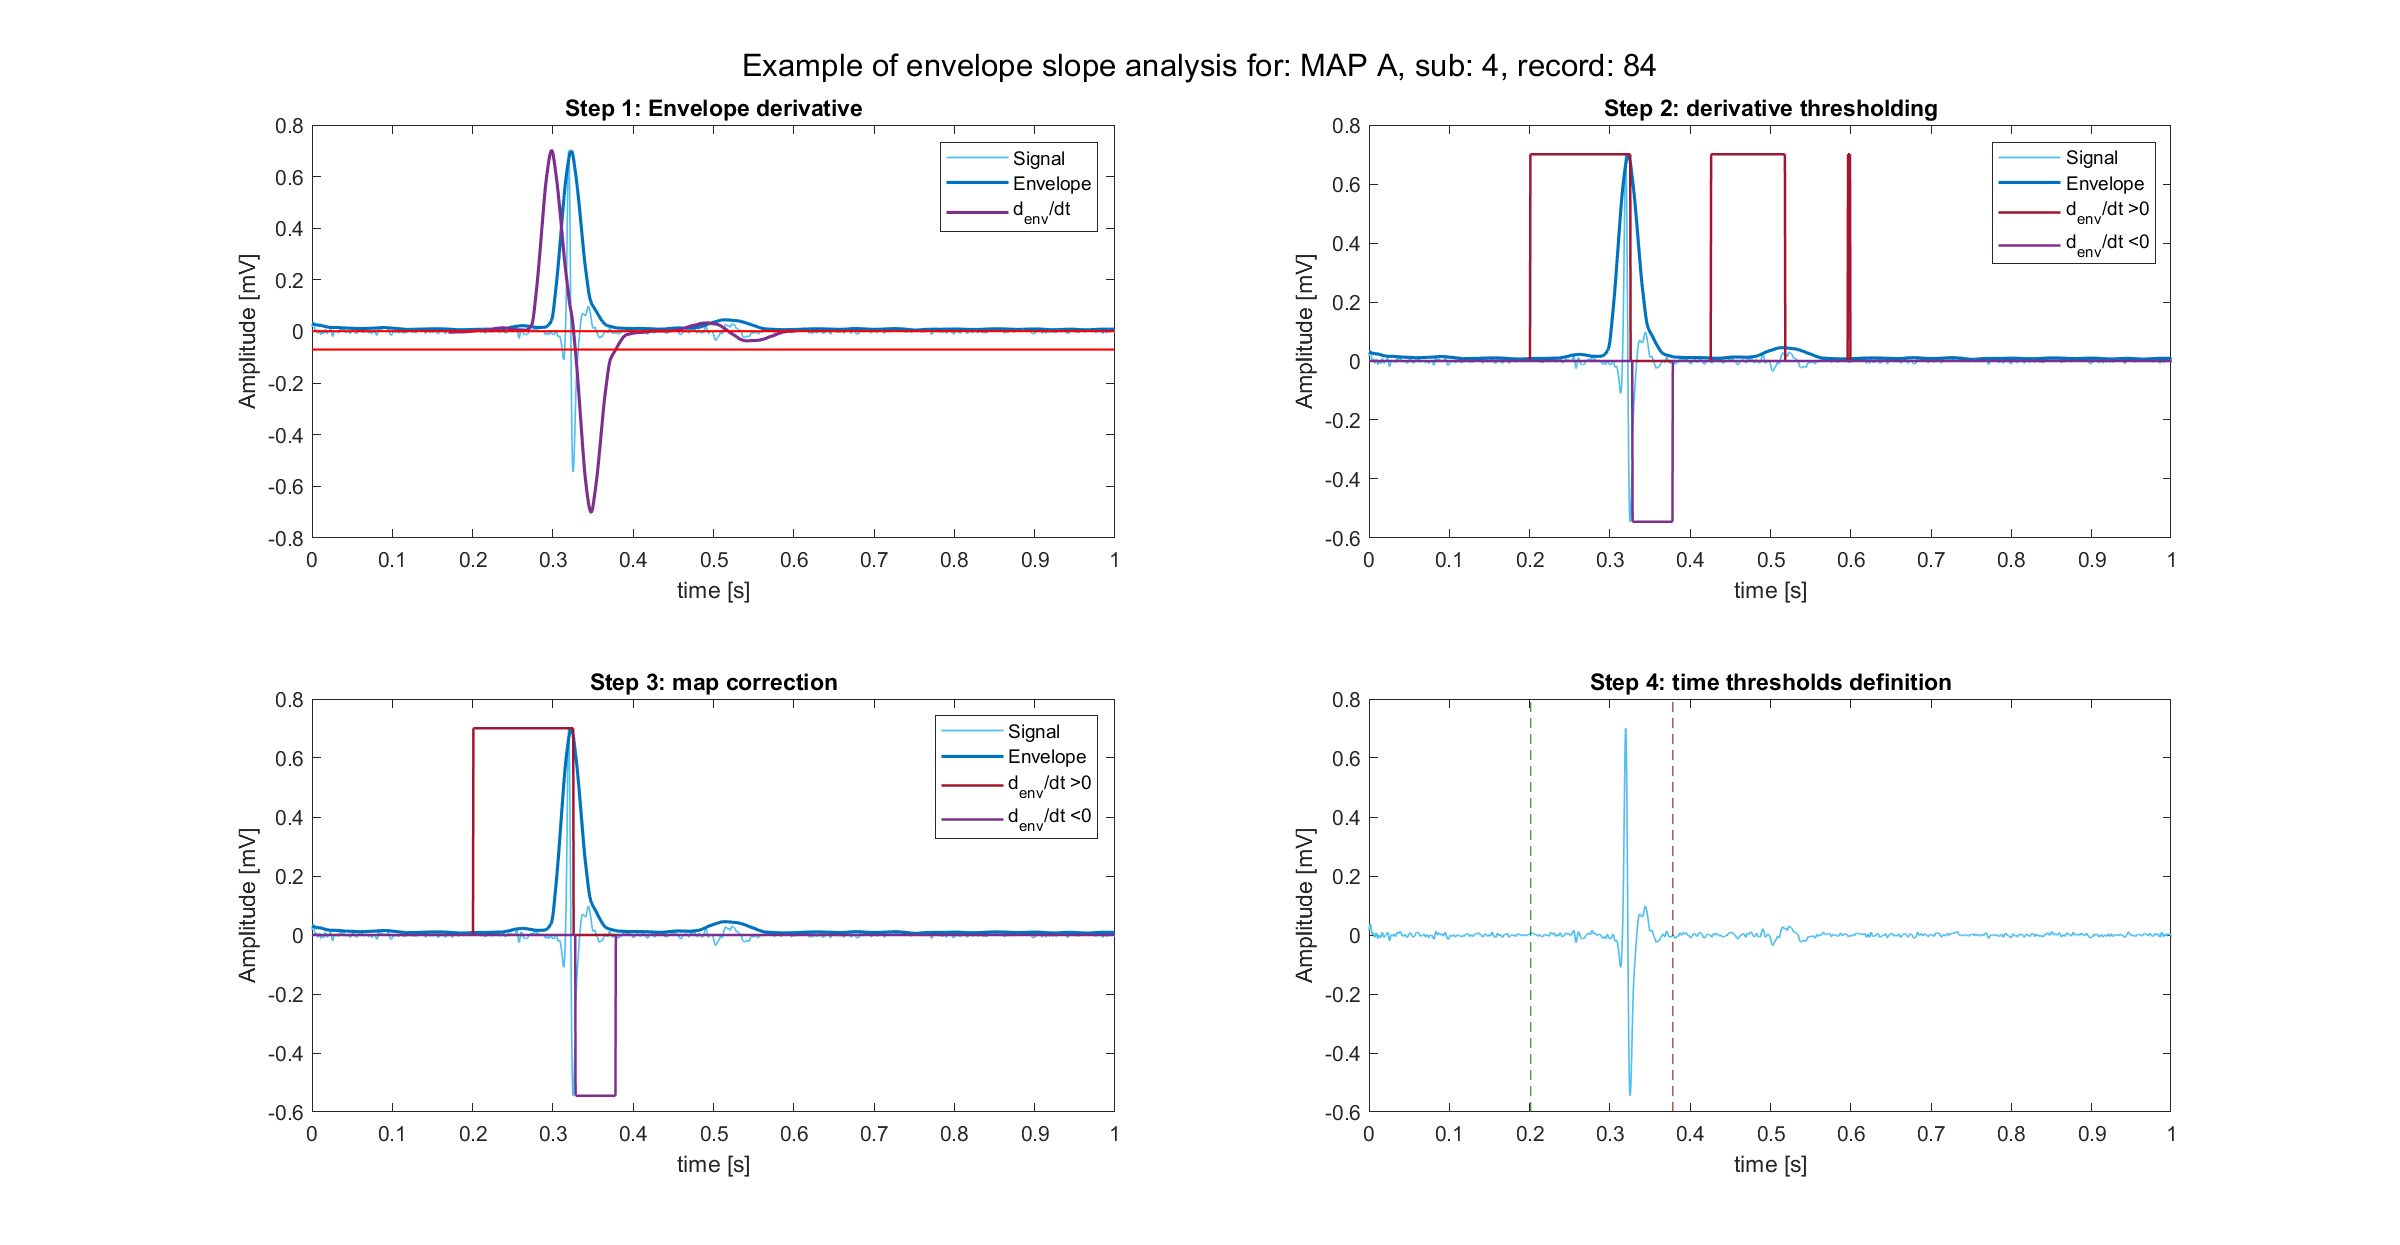 Example of envelope slope analysis for: MAP A, sub: 4, record: 84
Step 1: Envelope derivative
0.8
0.6
0.4
0.2
0
-0.2
-0.4
-0.6
-0.8
Amplitude [mV]
0 0.1 0.2 0.3 0.4 0.5 0.6 0.7 0.8 0.9 1
time [s]
Signal
Envelope
d_env/dt
Step 2: derivative thresholding
0.8
0.6
0.4
0.2
0
-0.2
-0.4
-0.6
Amplitude [mV]
0 0.1 0.2 0.3 0.4 0.5 0.6 0.7 0.8 0.9 1
time [s]
Signal
Envelope
d_env/dt >0
d_env/dt <0
Step 3: map correction
0.8
0.6
0.4
0.2
0
-0.2
-0.4
-0.6
Amplitude [mV]
0 0.1 0.2 0.3 0.4 0.5 0.6 0.7 0.8 0.9 1
time [s]
Signal
Envelope
d_env/dt >0
d_env/dt <0
Step 4: time thresholds definition
0.8
0.6
0.4
0.2
0
-0.2
-0.4
-0.6
Amplitude [mV]
0 0.1 0.2 0.3 0.4 0.5 0.6 0.7 0.8 0.9 1
time [s]